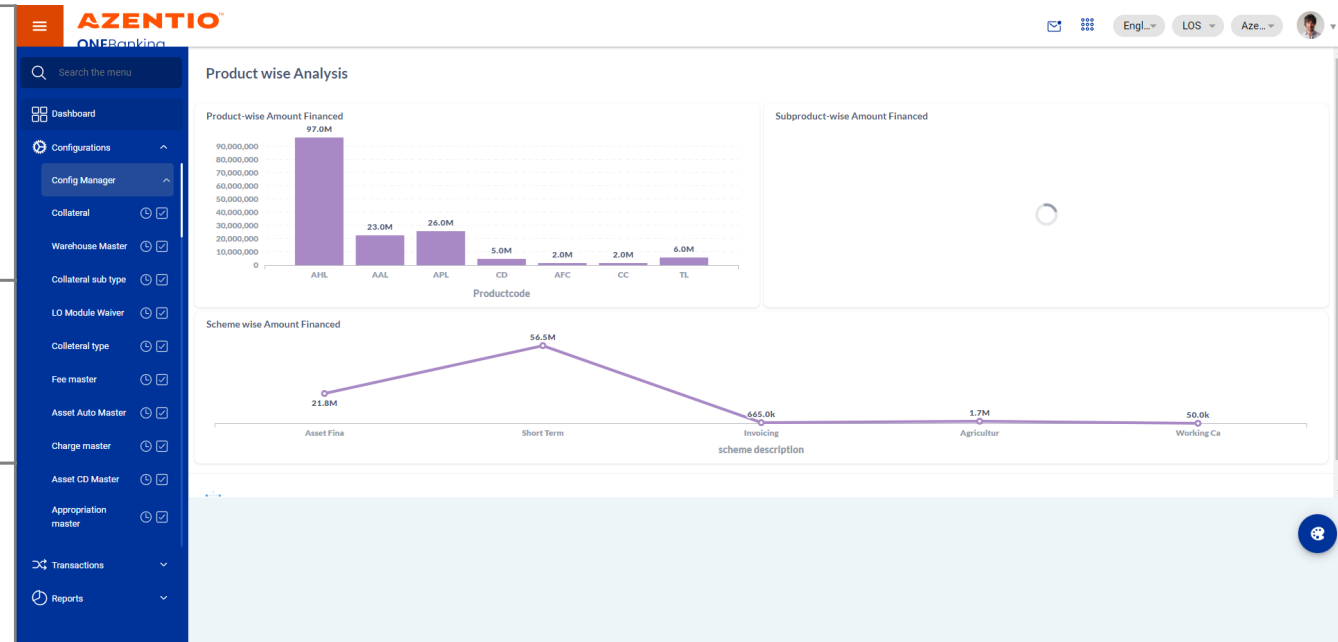 AZENTIO™
ONEBanking
Engl...
LOS
Aze...
Search the menu
Dashboard
Configurations
Config Manager
Collateral
Warehouse Master
Collateral sub type
LO Module Waiver
Colleteral type
Fee master
Asset Auto Master
Charge master
Asset CD Master
Appropriation
master
Transactions
Reports
Product wise Analysis
Product-wise Amount Financed
97.0M
90,000,000
80,000,000
70,000,000
60,000,000
50,000,000
40,000,000
30,000,000
20,000,000
10,000,000
0
23.0M
26.0M
5.0M
2.0M
2.0M
6.0M
AHL
AAL
APL
CD
AFC
CC
TL
Productcode
Subproduct-wise Amount Financed
Scheme wise Amount Financed
56.5M
21.8M
665.0k
1.7M
50.0k
Asset Fina
Short Term
Invoicing
Agricultur
Working Ca
scheme description